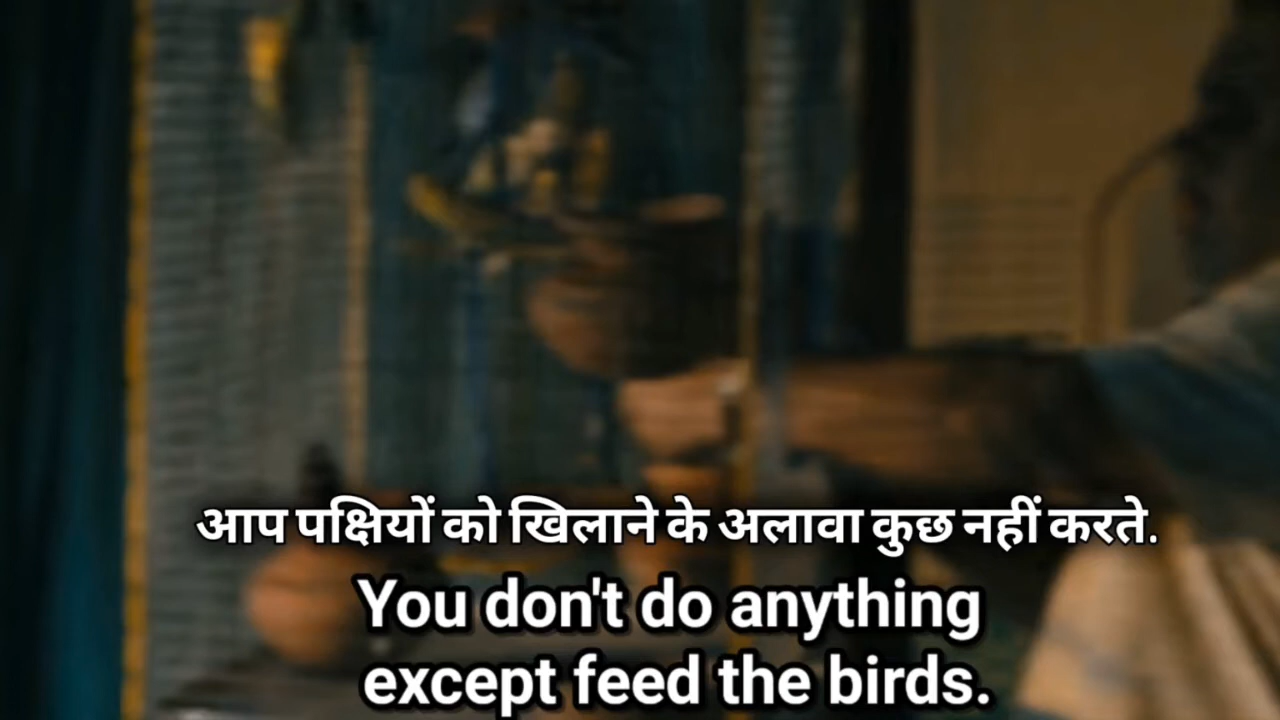 आप पक्षियों को खिलाने के अलावा कुछ नहीं करते.
You don't do anything
except feed the birds.